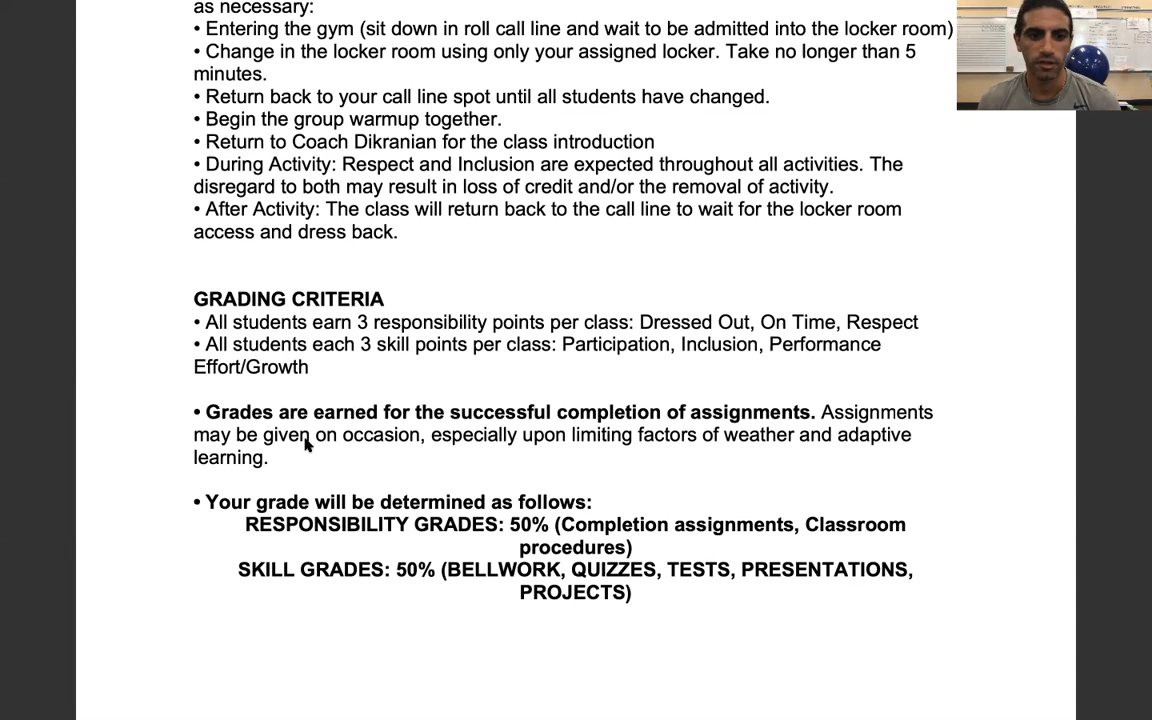 as necessary:
• Entering the gym (sit down in roll call line and wait to be admitted into the locker room)
• Change in the locker room using only your assigned locker. Take no longer than 5
minutes.
• Return back to your call line spot until all students have changed.
• Begin the group warmup together.
• Return to Coach Dikranian for the class introduction
• During Activity: Respect and Inclusion are expected throughout all activities. The
disregard to both may result in loss of credit and/or the removal of activity.
• After Activity: The class will return back to the call line to wait for the locker room
access and dress back.
GRADING CRITERIA
• All students earn 3 responsibility points per class: Dressed Out, On Time, Respect
• All students each 3 skill points per class: Participation, Inclusion, Performance
Effort/Growth
• Grades are earned for the successful completion of assignments. Assignments
may be given on occasion, especially upon limiting factors of weather and adaptive
learning.
• Your grade will be determined as follows:
RESPONSIBILITY GRADES: 50% (Completion assignments, Classroom
procedures)
SKILL GRADES: 50% (BELLWORK, QUIZZES, TESTS, PRESENTATIONS,
PROJECTS)